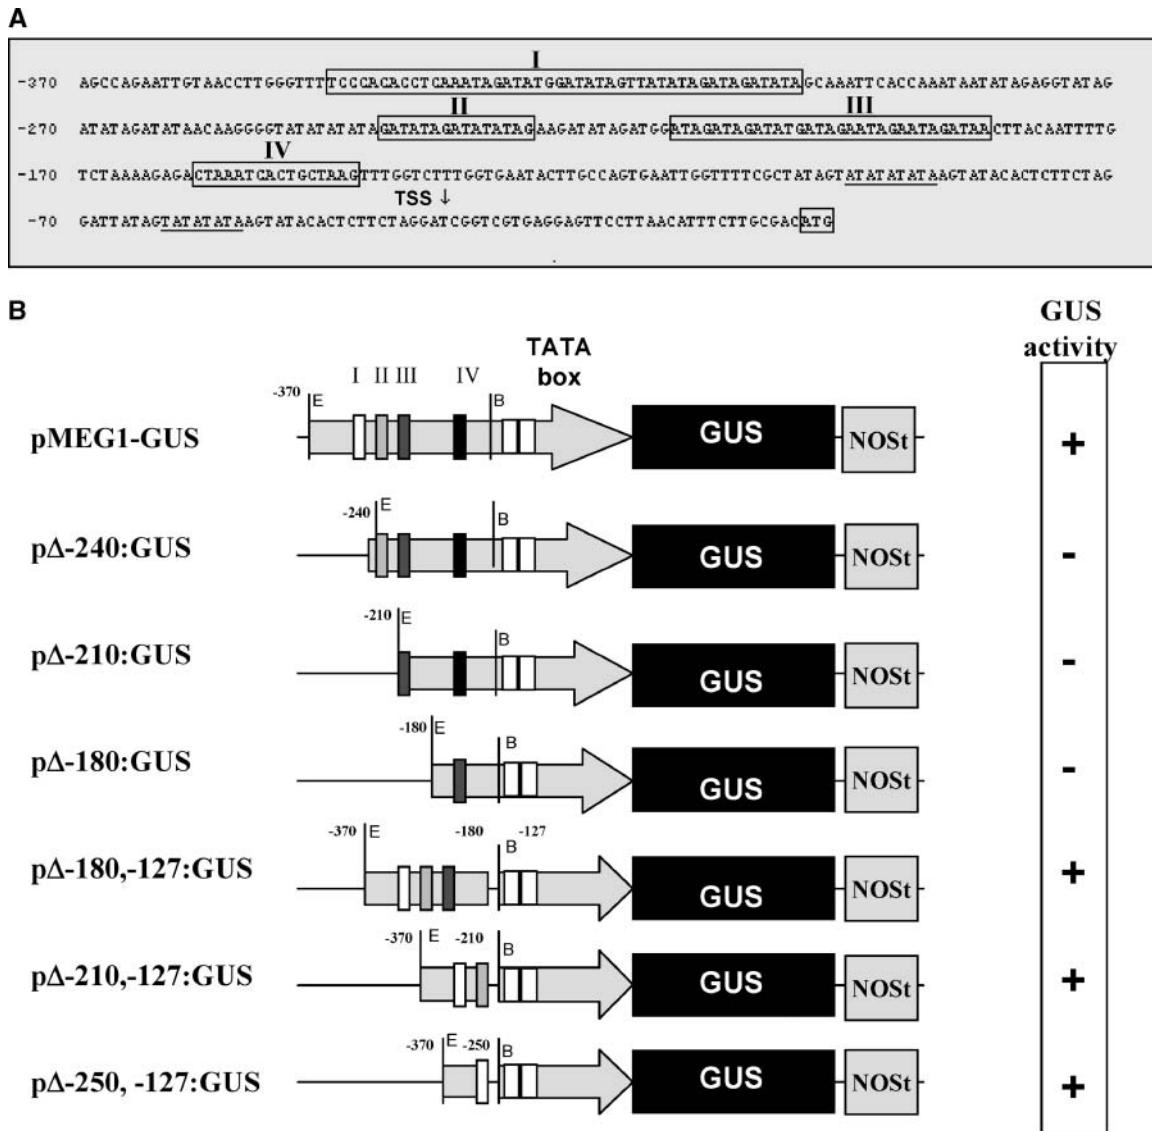 A
I
-370 AGCCAGAATTGTAACCTTGGGTTTTCCCACACCTCAAATAGATATGGATATAGTTATATAGATAGATATAGCAAATTCACCAAATAATATAGAGGTATAG
II III
-270 ATATAGATATAACAAGGGGTATATATATAGATATAGATATATAGAAGATATAGATGGATAGATAGATATGATAGAATAGAATAGATAACTTACAATTTTG
IV
-170 TCTAAAAGAGACTAAATCACTGCTAAGTTTGGTCTTTGGTGAATACTTGCCAGTGAATTGGTTTTCGCTATAGTATATATATAAGTATACACTCTTCTAG
TSS ↓
-70 GATTATAGTATATATAAGTATACACTCTTCTAGGATCGGTCGTGAGGAGTTCCTTAACATTTCTTGCGACATG
B
GUS
activity
TATA
box
I II III IV
-370 E B
pMEG1-GUS GUS NOSt +
-240 E B
pΔ-240:GUS GUS NOSt -
-210 E B
pΔ-210:GUS GUS NOSt -
-180 E B
pΔ-180:GUS GUS NOSt -
-370 E -180 B -127
pΔ-180,-127:GUS GUS NOSt +
-370 E -210 B
pΔ-210,-127:GUS GUS NOSt +
-370 E -250 B
pΔ-250, -127:GUS GUS NOSt +